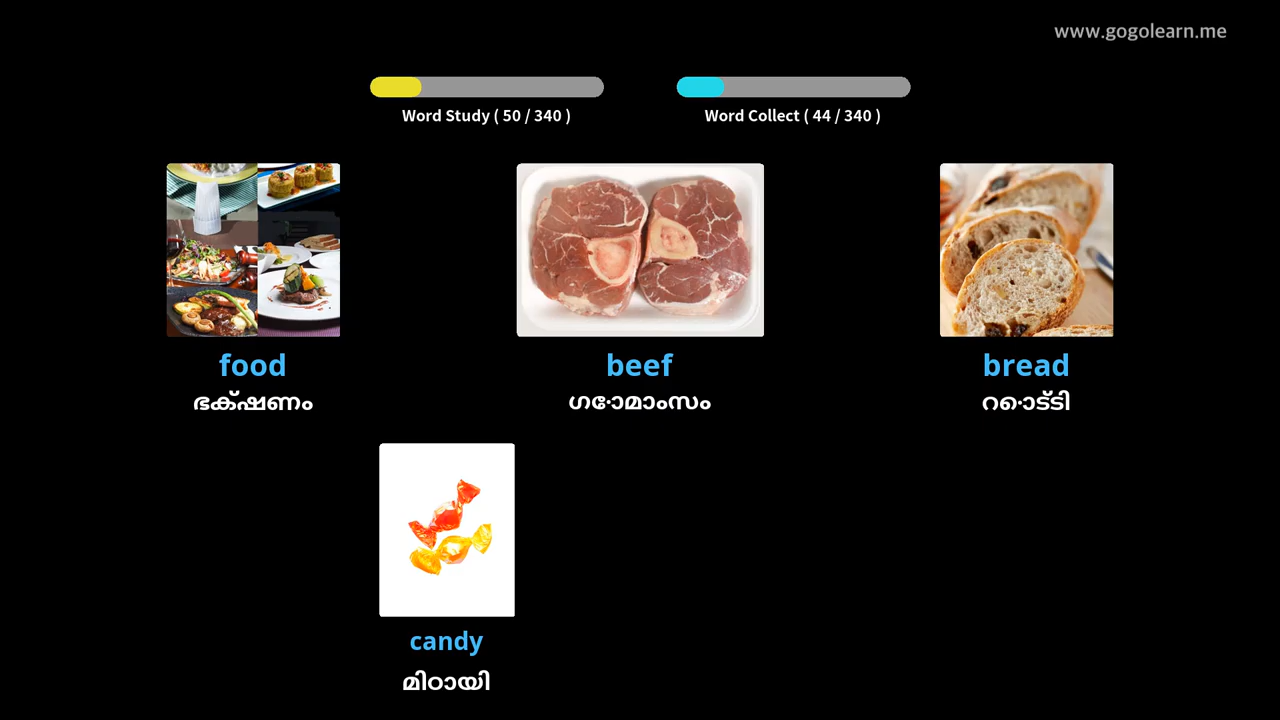 www.gogolearn.me
Word Study ( 50 / 340 )
Word Collect ( 44 / 340 )
food
beef
bread
ഭക്ഷണം
ഗോമാംസം
റൊട്ടി
candy
മിഠായി